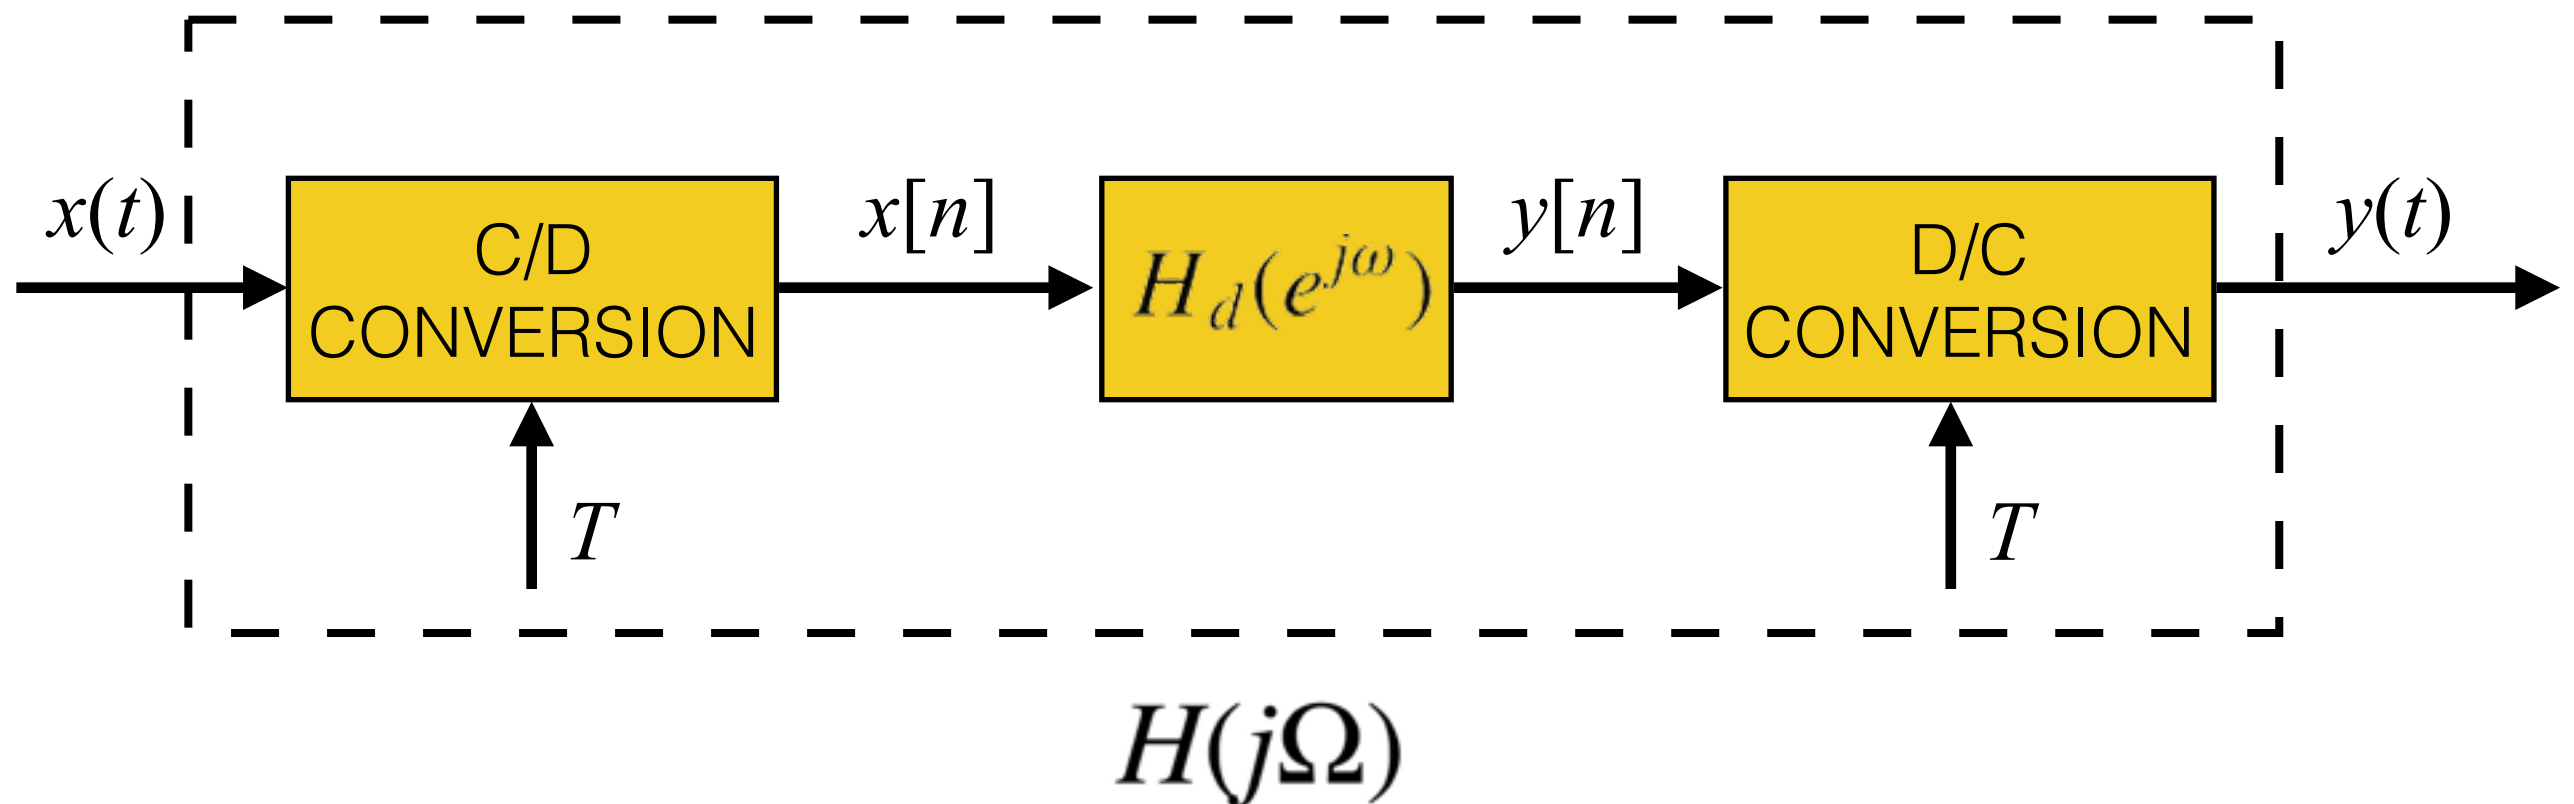 x(t)
C/D
CONVERSION
x[n]
H_d(e^{jω})
y[n]
D/C
CONVERSION
y(t)
T
T
H(jΩ)